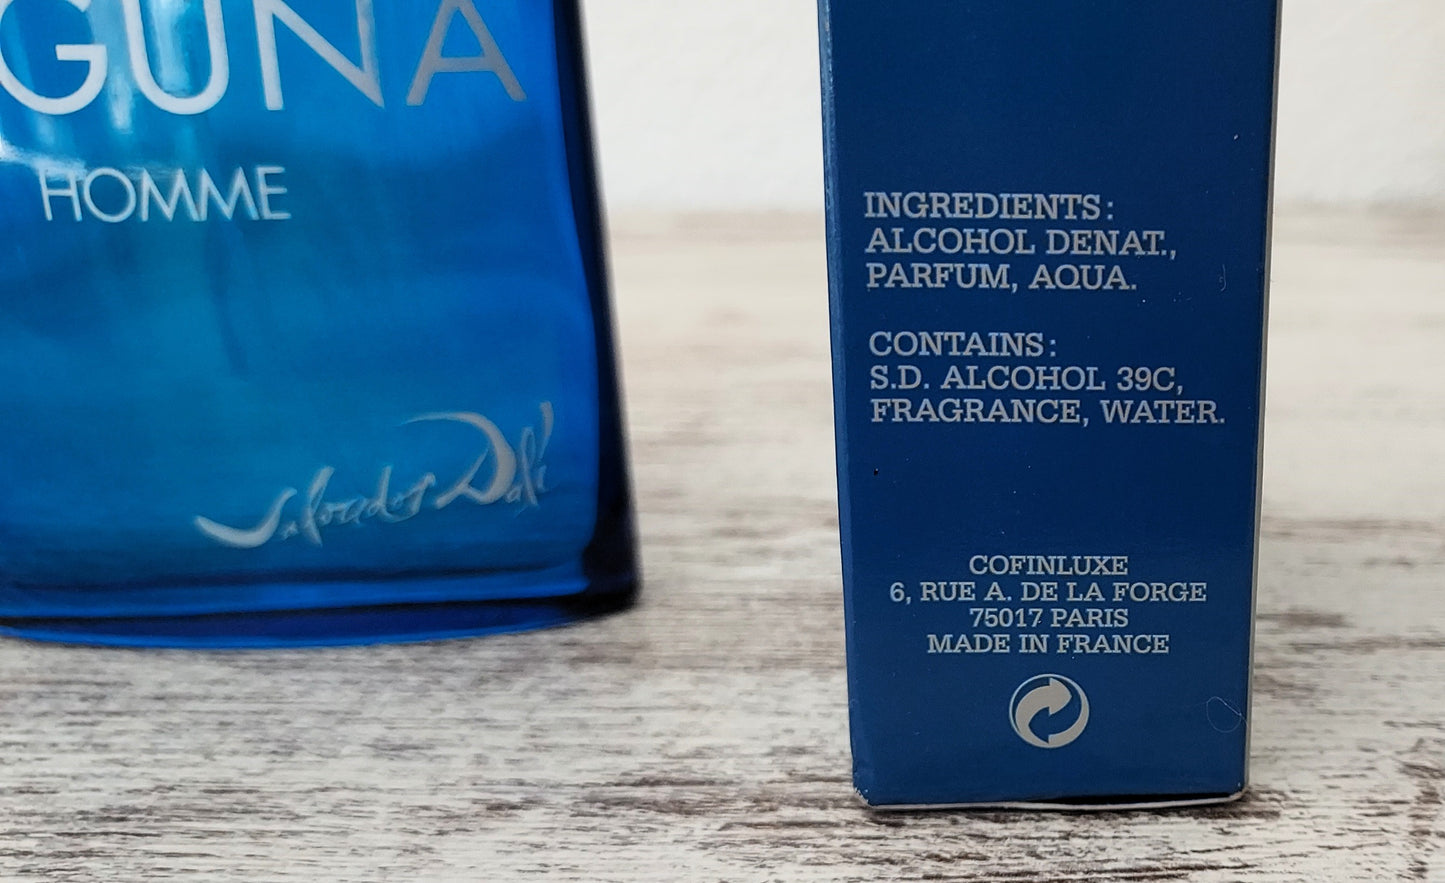 GUNA
HOMME
Salvador Dali
INGREDIENTS:
ALCOHOL DENAT.,
PARFUM, AQUA.
CONTAINS:
S.D. ALCOHOL 39C,
FRAGRANCE, WATER.
COFINLUXE
6, RUE A. DE LA FORGE
75017 PARIS
MADE IN FRANCE